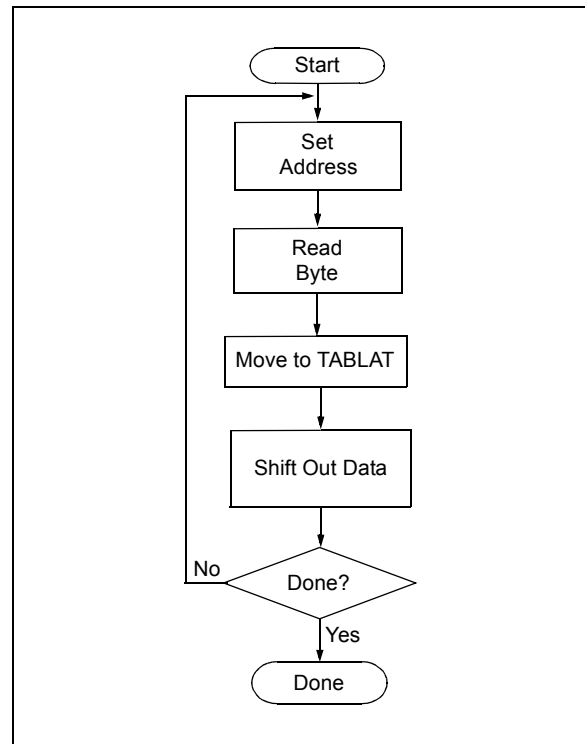 Start
Set
Address
Read
Byte
Move to TABLAT
Shift Out Data
Done?
No
Yes
Done